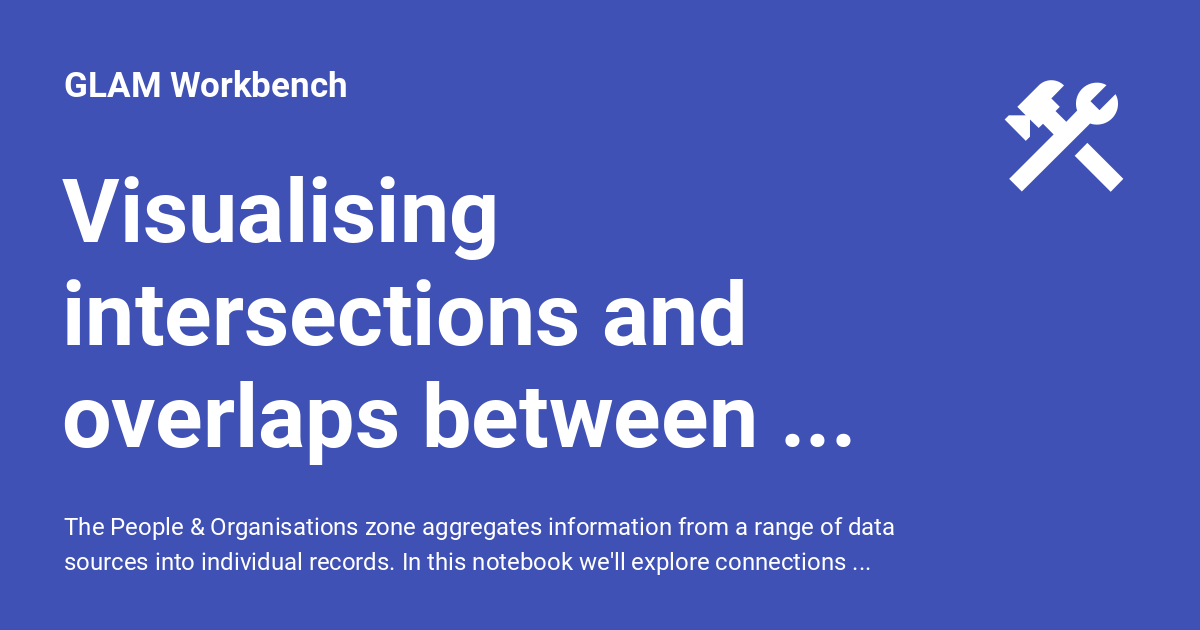 GLAM Workbench
Visualising
intersections and
overlaps between ...
The People & Organisations zone aggregates information from a range of data
sources into individual records. In this notebook we'll explore connections ...